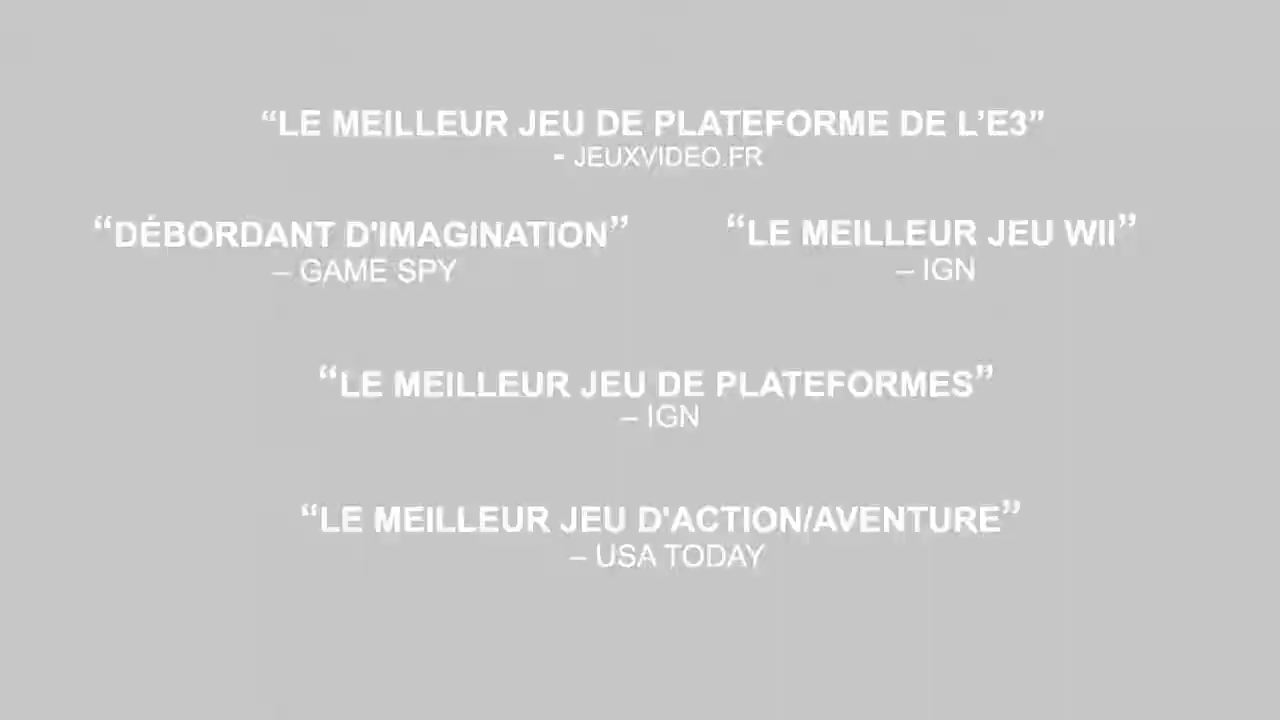 “LE MEILLEUR JEU DE PLATEFORME DE L’E3”
- JEUXVIDEO.FR
“DÉBORDANT D'IMAGINATION”
– GAME SPY
“LE MEILLEUR JEU WII”
– IGN
“LE MEILLEUR JEU DE PLATEFORMES”
– IGN
“LE MEILLEUR JEU D'ACTION/AVENTURE”
– USA TODAY